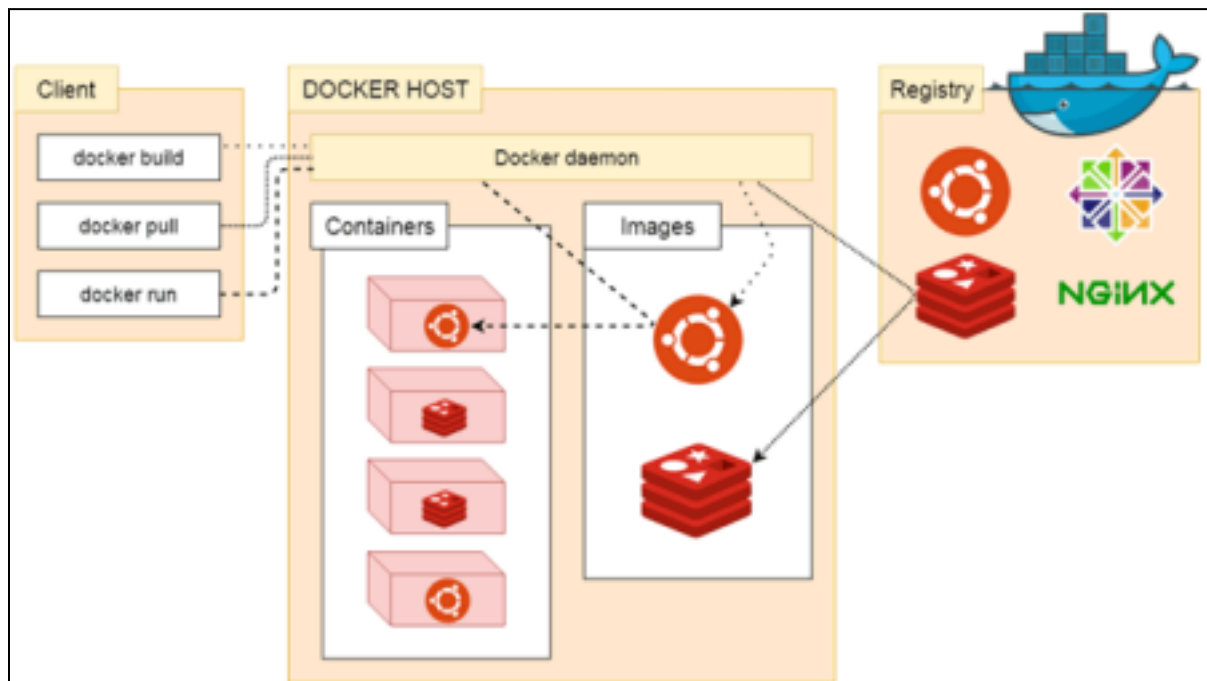 Client
docker build
docker pull
docker run
DOCKER HOST
Docker daemon
Containers
Images
Registry
NGiNX